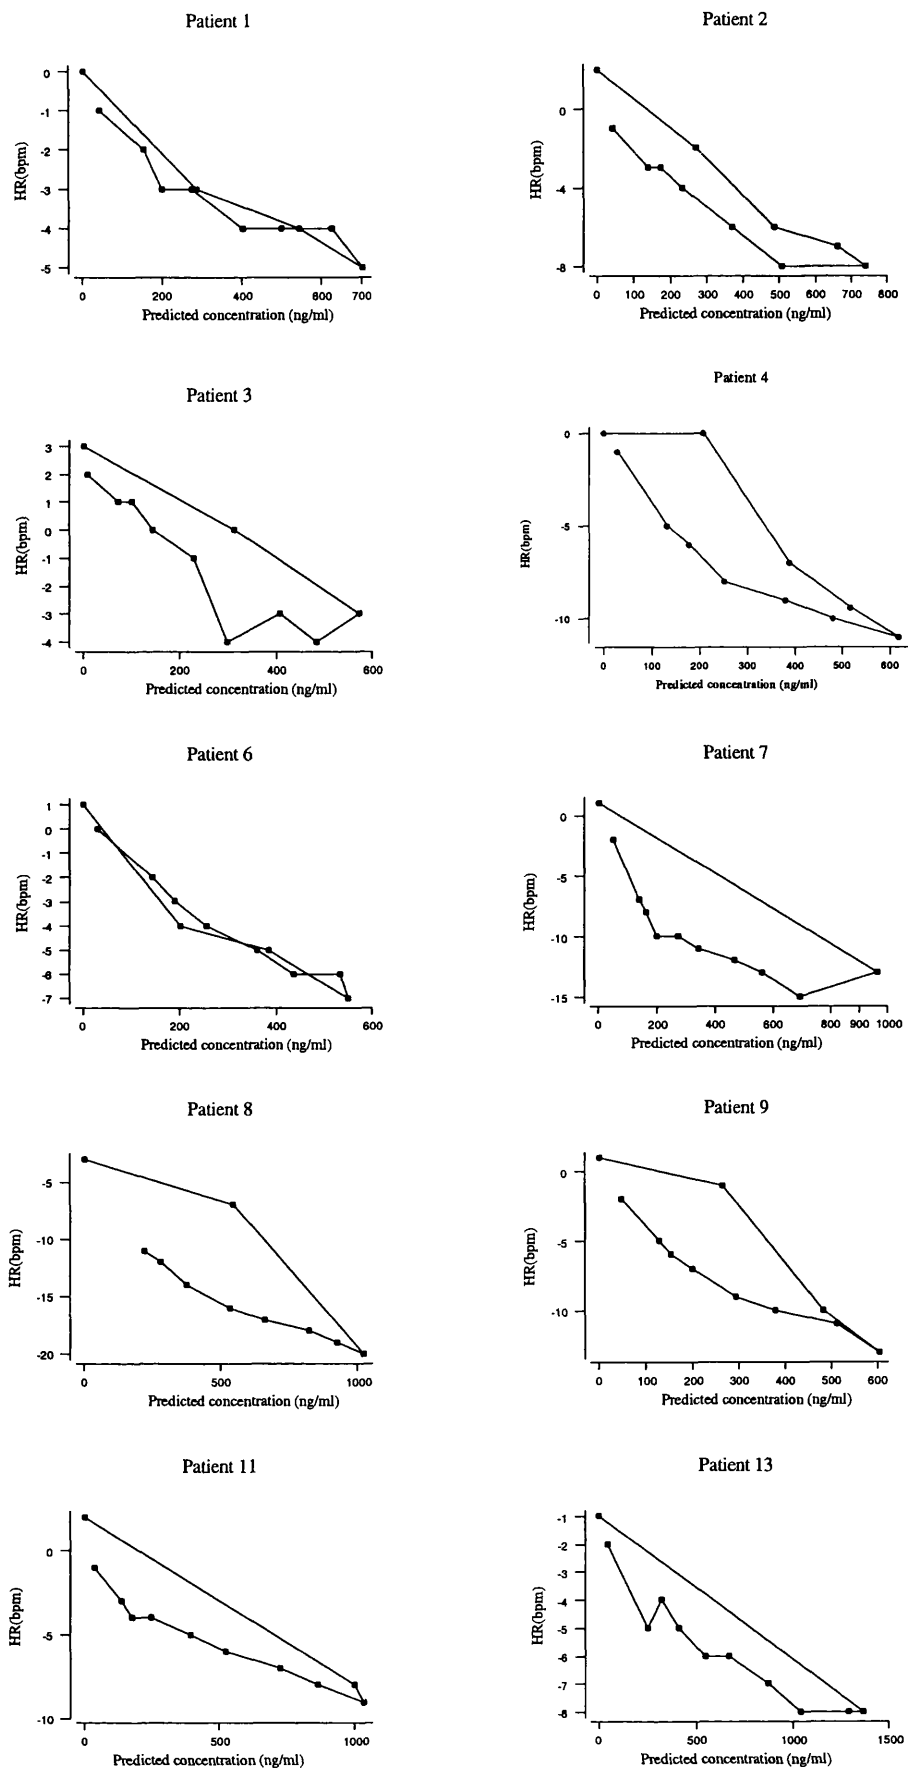 Patient 1
0
-1
-2
-3
-4
-5
HR(bpm)
0 200 400 600 700
Predicted concentration (ng/ml)
Patient 2
0
-4
-8
HR(bpm)
0 100 200 300 400 500 600 700 800
Predicted concentration (ng/ml)
Patient 3
3
2
1
0
-1
-2
-3
-4
HR(bpm)
0 200 400 600
Predicted concentration (ng/ml)
Patient 4
0
-5
-10
HR(bpm)
0 100 200 300 400 500 600
Predicted concentration (ng/ml)
Patient 6
1
0
-1
-2
-3
-4
-5
-6
-7
HR(bpm)
0 200 400 600
Predicted concentration (ng/ml)
Patient 7
0
-5
-10
-15
HR(bpm)
0 200 400 600 800 900 1000
Predicted concentration (ng/ml)
Patient 8
-5
-10
-15
-20
HR(bpm)
0 500 1000
Predicted concentration (ng/ml)
Patient 9
0
-5
-10
HR(bpm)
0 100 200 300 400 500 600
Predicted concentration (ng/ml)
Patient 11
0
-5
-10
HR(bpm)
0 500 1000
Predicted concentration (ng/ml)
Patient 13
-1
-2
-3
-4
-5
-6
-7
-8
HR(bpm)
0 500 1000 1500
Predicted concentration (ng/ml)